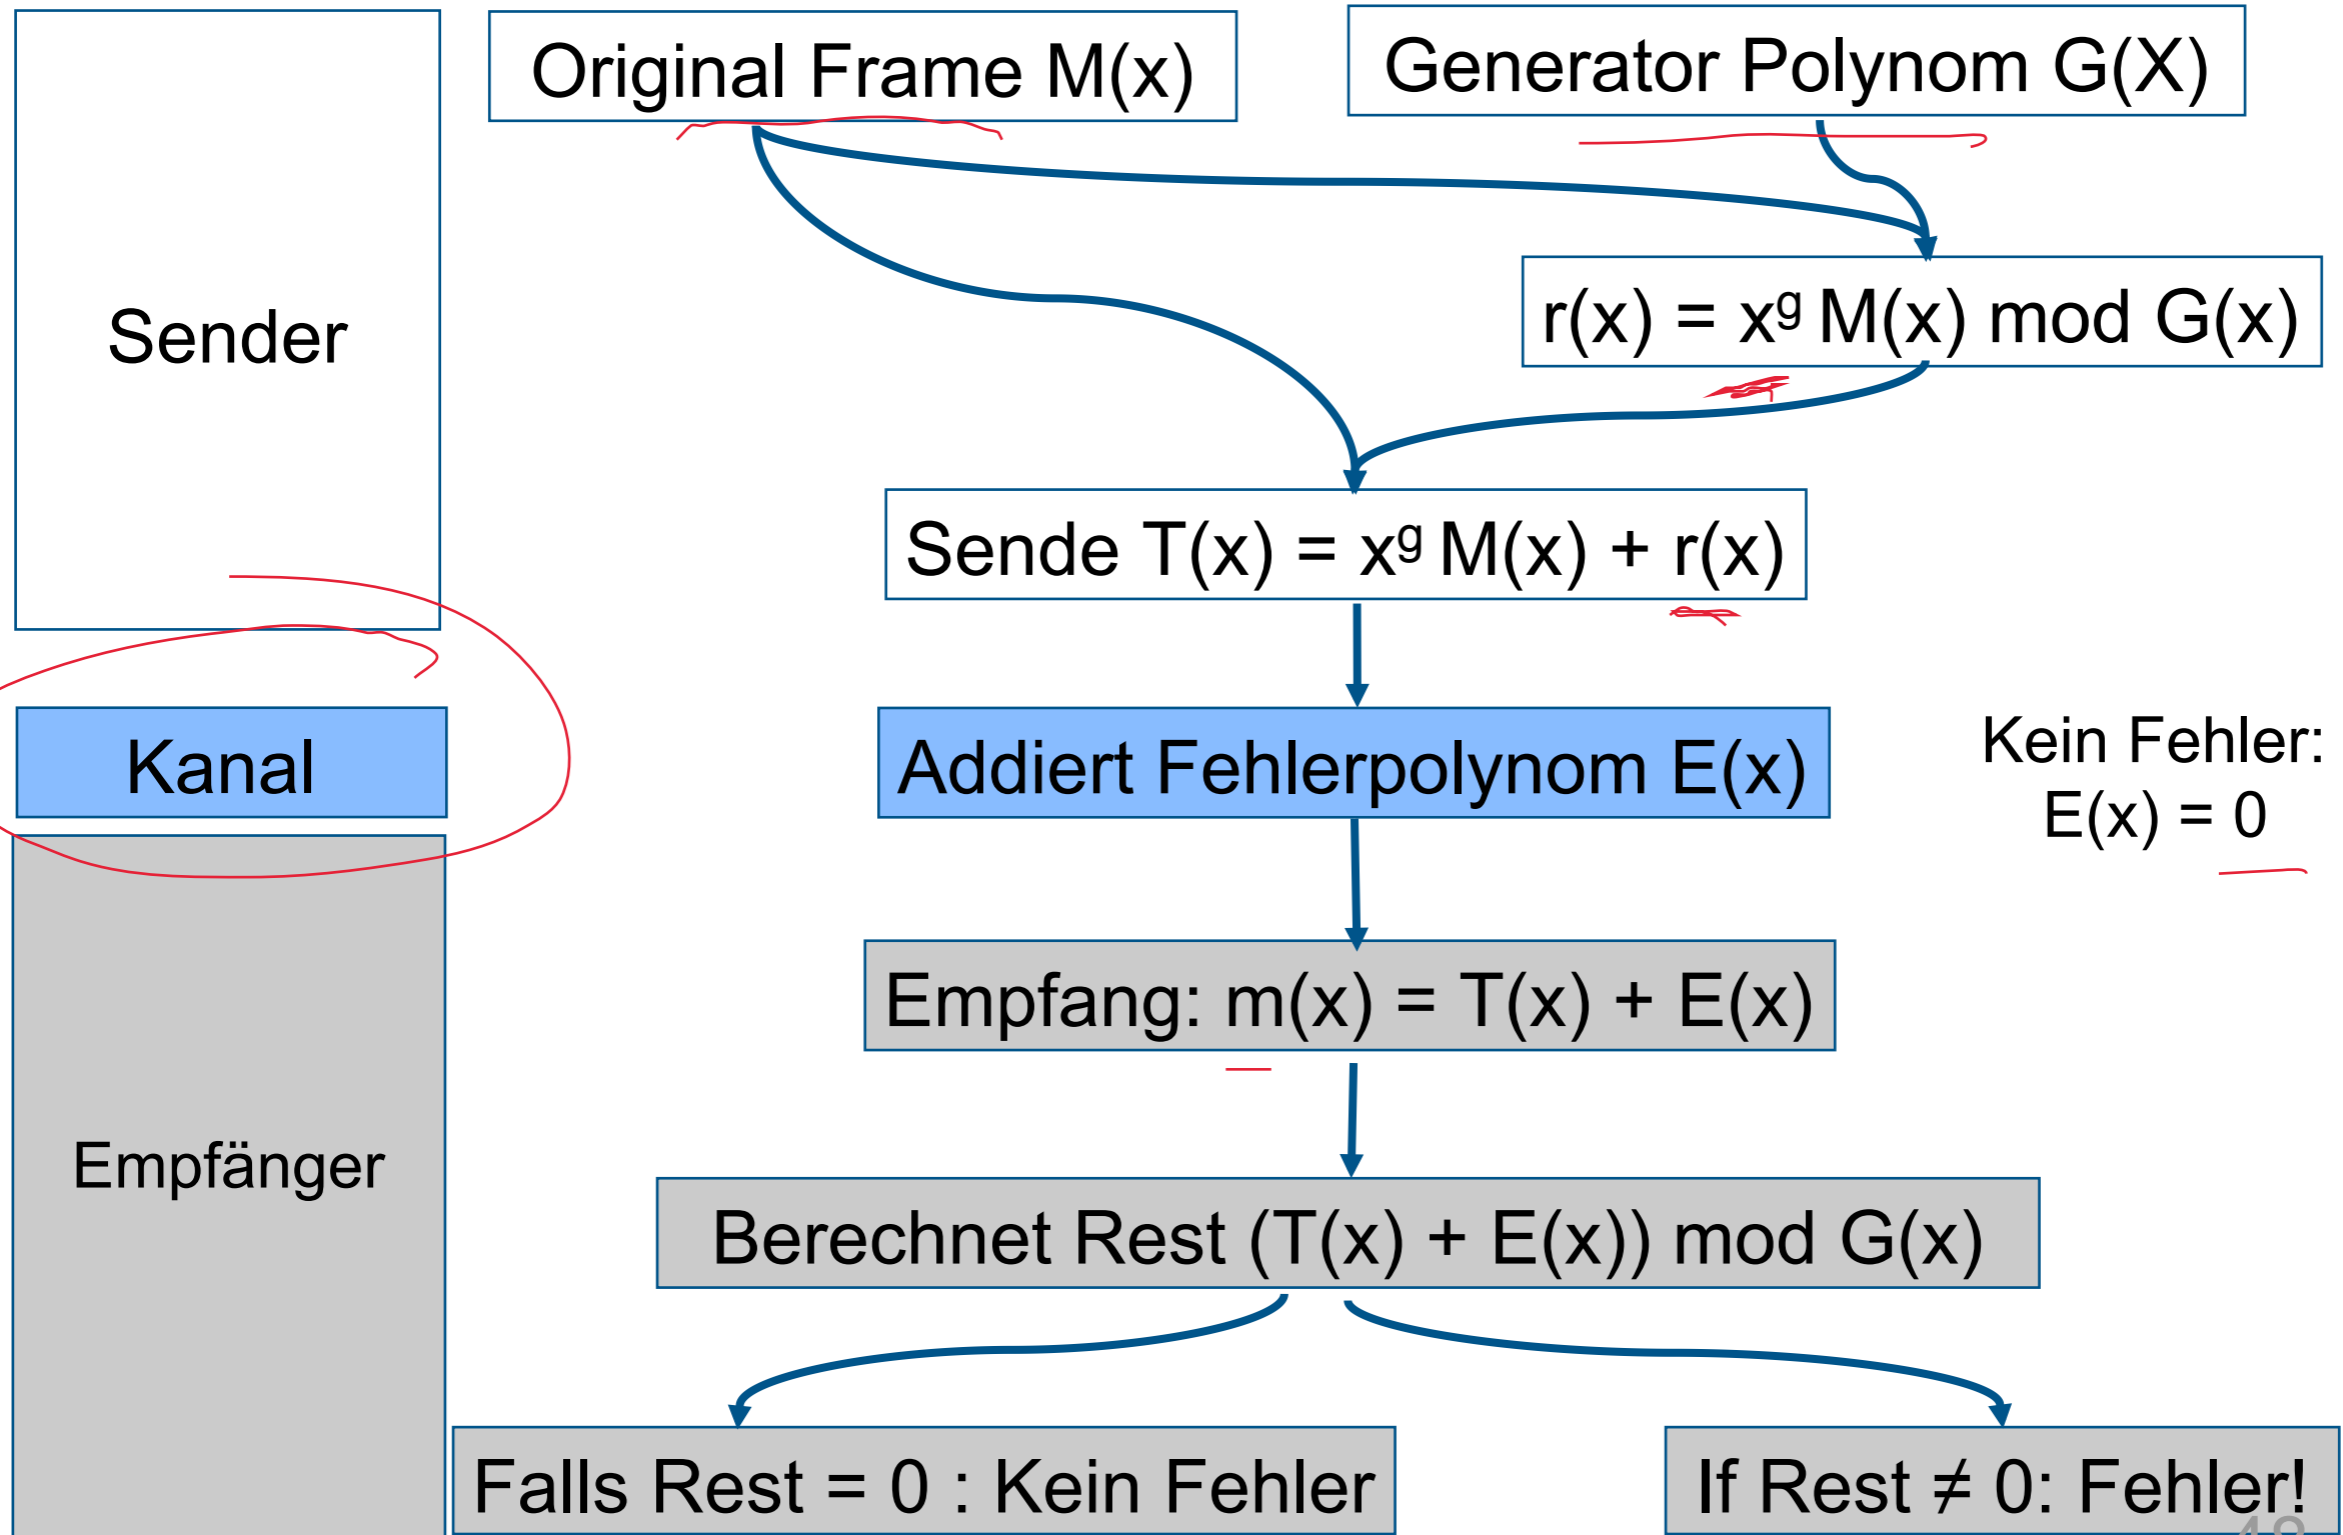 Original Frame M(x)
Generator Polynom G(X)
Sender
r(x) = xᵍ M(x) mod G(x)
Sende T(x) = xᵍ M(x) + r(x)
Kanal
Addiert Fehlerpolynom E(x)
Kein Fehler:
E(x) = 0
Empfang: m(x) = T(x) + E(x)
Empfänger
Berechnet Rest (T(x) + E(x)) mod G(x)
Falls Rest = 0 : Kein Fehler
If Rest ≠ 0: Fehler!